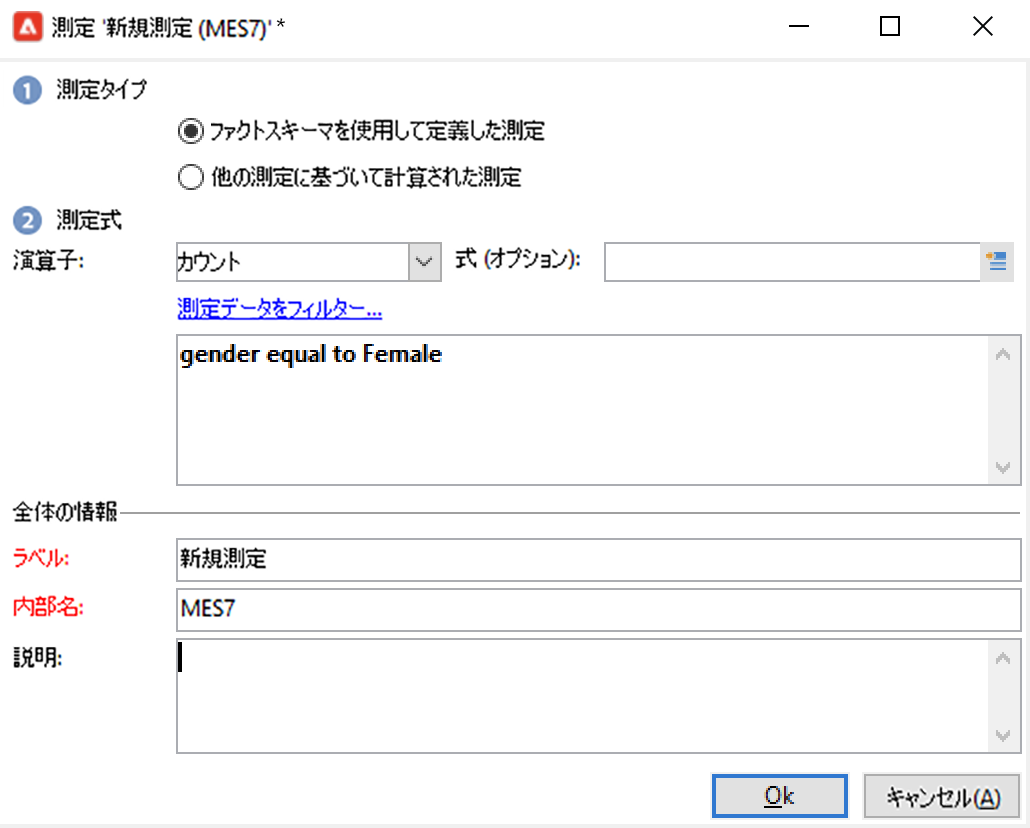 測定 '新規測定 (MES7)' *
1 測定タイプ
ファクトスキーマを使用して定義した測定
他の測定に基づいて計算された測定
2 測定式
演算子: カウント 式 (オプション):
測定データをフィルター...
gender equal to Female
全体の情報
ラベル: 新規測定
内部名: MES7
説明:
Ok キャンセル(A)